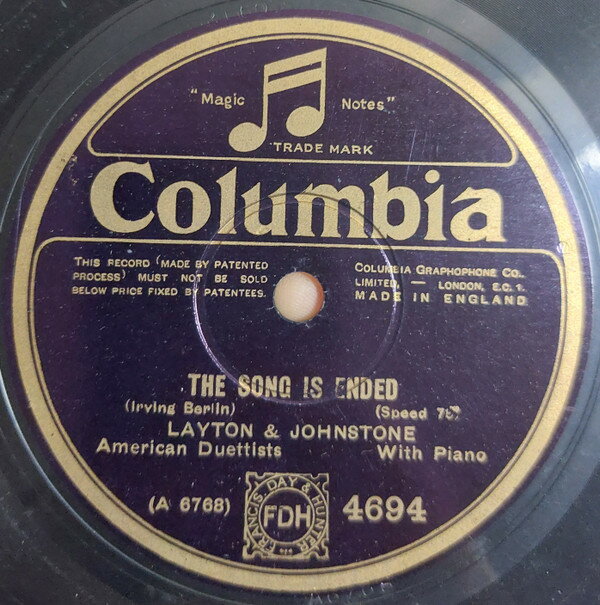 "Magic Notes"
TRADE MARK
Columbia
THIS RECORD (MADE BY PATENTED
PROCESS) MUST NOT BE SOLD
BELOW PRICE FIXED BY PATENTEES.
COLUMBIA GRAPHOPHONE CO.,
LIMITED, — LONDON, E.C. 1.
MADE IN ENGLAND
THE SONG IS ENDED
(Irving Berlin) (Speed
LAYTON & JOHNSTONE
American Duettists With Piano
(A 6768) FRANCIS, DAY & HUNTER FDH 4694